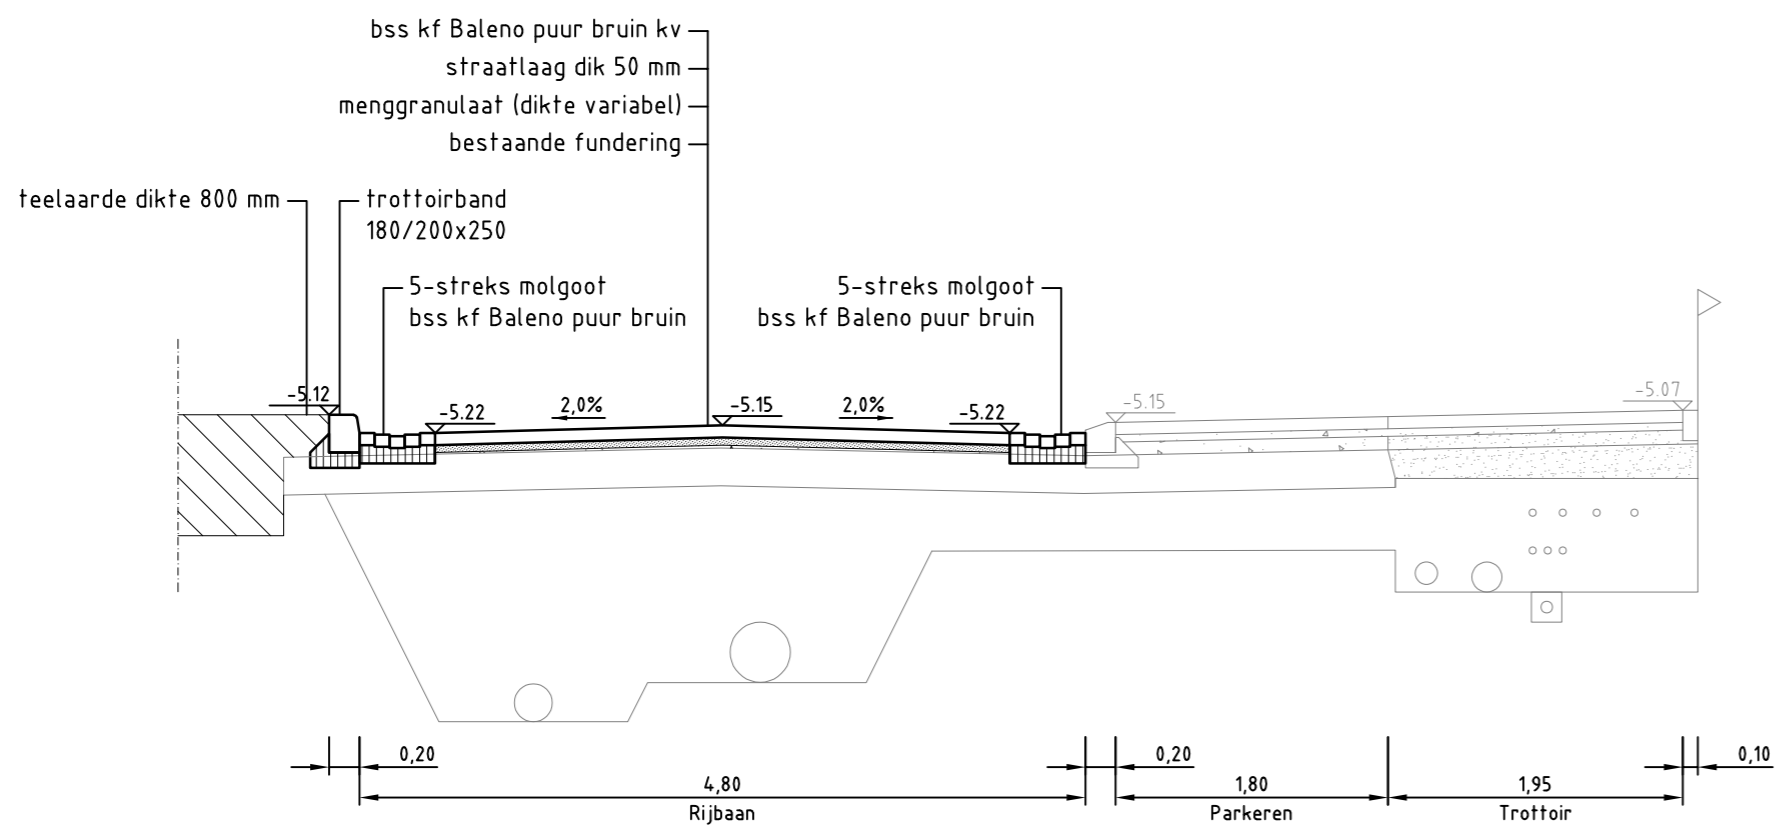 bss kf Baleno puur bruin kv
straatlaag dik 50 mm
menggranulaat (dikte variabel)
bestaande fundering
teelaarde dikte 800 mm
trottoirband
180/200x250
5-streks molgoot
bss kf Baleno puur bruin
5-streks molgoot
bss kf Baleno puur bruin
-5.12
-5.22
2,0%
-5.15
2,0%
-5.22
-5.15
-5.07
0,20
4,80
Rijbaan
0,20
1,80
Parkeren
1,95
Trottoir
0,10